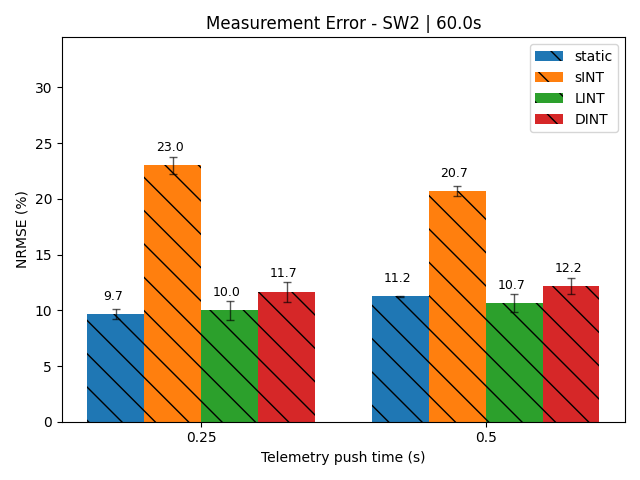 Measurement Error - SW2 | 60.0s
NRMSE (%)
30
25
20
15
10
5
0
static
sINT
LINT
DINT
9.7
23.0
10.0
11.7
11.2
20.7
10.7
12.2
0.25
0.5
Telemetry push time (s)